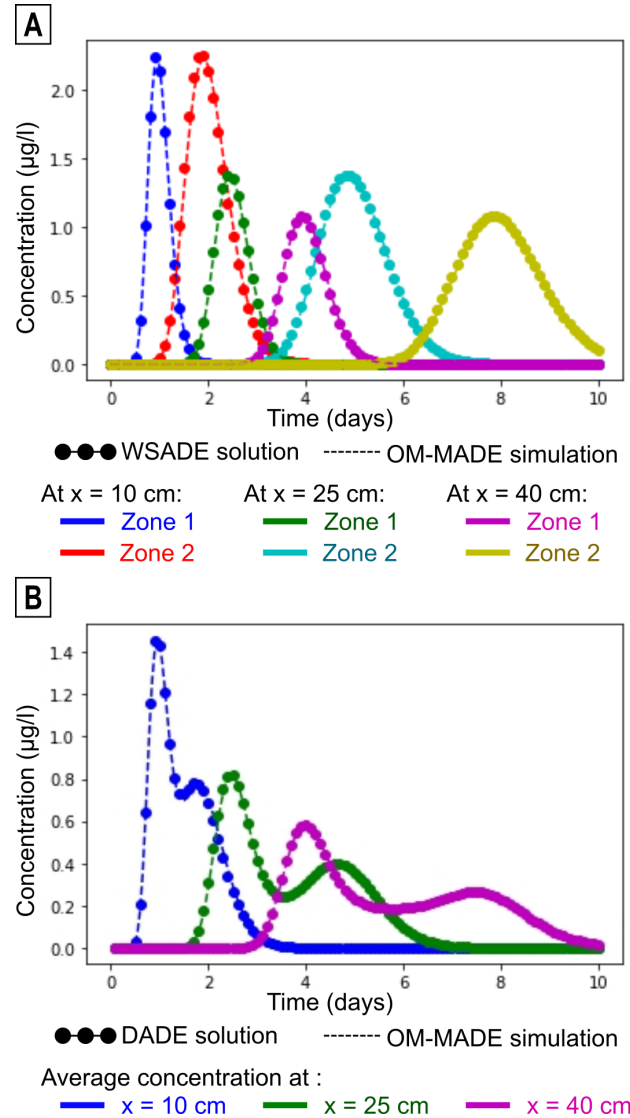 A
Concentration (µg/l)
2.0
1.5
1.0
0.5
0.0
0 2 4 6 8 10
Time (days)
WSADE solution OM-MADE simulation
At x = 10 cm: At x = 25 cm: At x = 40 cm:
Zone 1 Zone 1 Zone 1
Zone 2 Zone 2 Zone 2
B
Concentration (µg/l)
1.4
1.2
1.0
0.8
0.6
0.4
0.2
0.0
0 2 4 6 8 10
Time (days)
DADE solution OM-MADE simulation
Average concentration at :
x = 10 cm x = 25 cm x = 40 cm